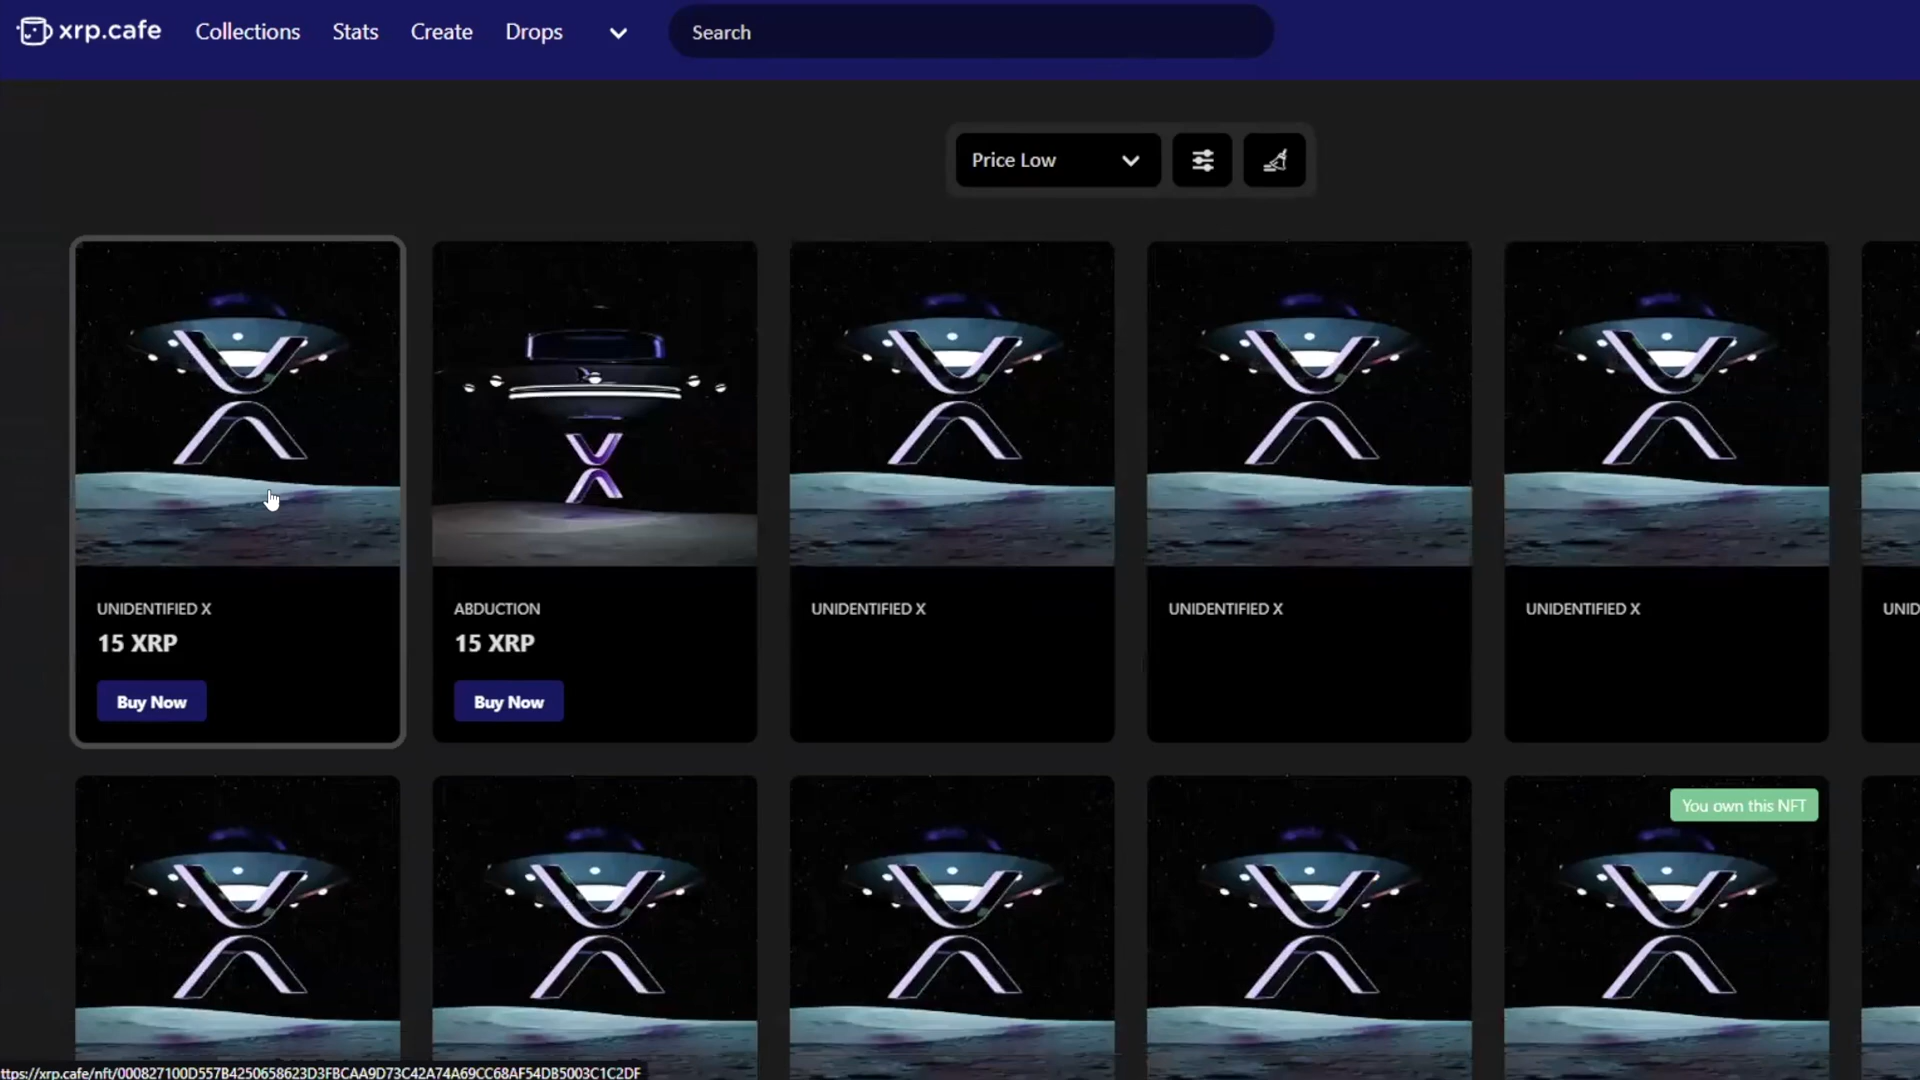 xrp.cafe Collections Stats Create Drops Search
Price Low
UNIDENTIFIED X
15 XRP
Buy Now
ABDUCTION
15 XRP
Buy Now
UNIDENTIFIED X
UNIDENTIFIED X
UNIDENTIFIED X
UNID
You own this NFT
ttps://xrp.cafe/nft/000827100D557B4250658623D3FBCAA9D73C42A74A69CC68AF54DB5003C1C2DF